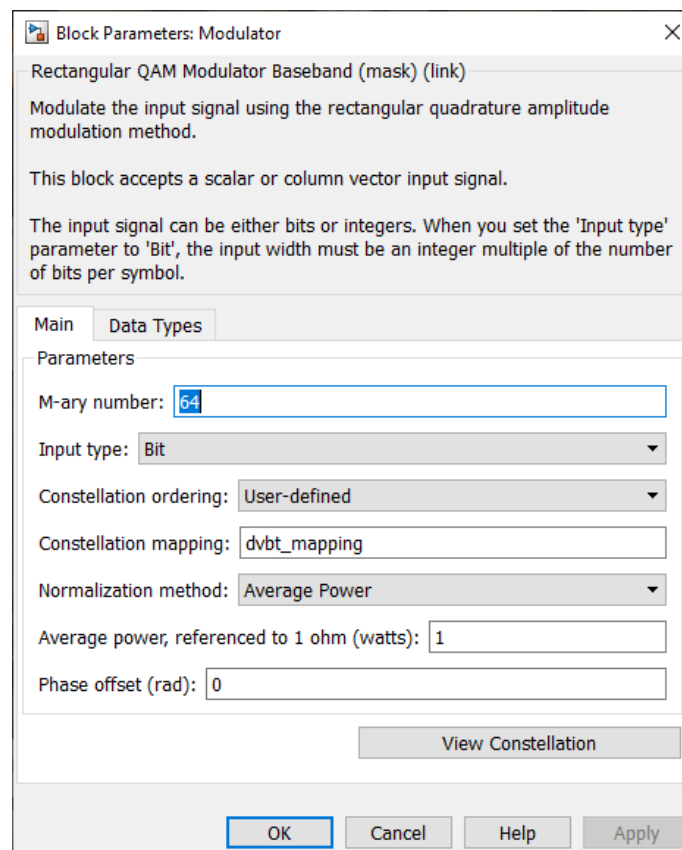 Block Parameters: Modulator
Rectangular QAM Modulator Baseband (mask) (link)
Modulate the input signal using the rectangular quadrature amplitude
modulation method.
This block accepts a scalar or column vector input signal.
The input signal can be either bits or integers. When you set the 'Input type'
parameter to 'Bit', the input width must be an integer multiple of the number
of bits per symbol.
Main Data Types
Parameters
M-ary number: 64
Input type: Bit
Constellation ordering: User-defined
Constellation mapping: dvbt_mapping
Normalization method: Average Power
Average power, referenced to 1 ohm (watts): 1
Phase offset (rad): 0
View Constellation
OK Cancel Help Apply